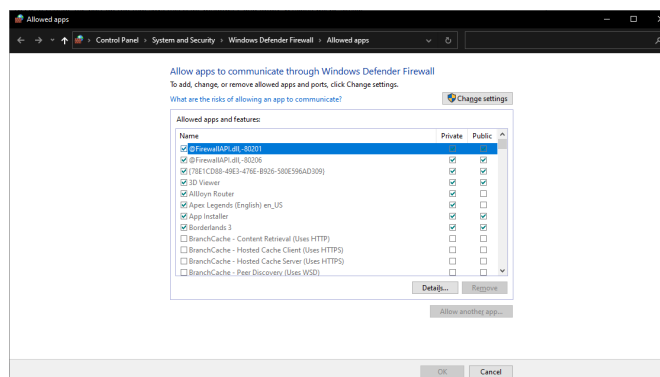 Allowed apps
Control Panel > System and Security > Windows Defender Firewall > Allowed apps
Allow apps to communicate through Windows Defender Firewall
To add, change, or remove allowed apps and ports, click Change settings.
What are the risks of allowing an app to communicate?
Change settings
Allowed apps and features:
Name Private Public
@FirewallAPI.dll,-80201
@FirewallAPI.dll,-80206
{78E1CD88-49E3-476E-B926-580E596AD309}
3D Viewer
AllJoyn Router
Apex Legends (English) en_US
App Installer
Borderlands 3
BranchCache - Content Retrieval (Uses HTTP)
BranchCache - Hosted Cache Client (Uses HTTPS)
BranchCache - Hosted Cache Server (Uses HTTPS)
BranchCache - Peer Discovery (Uses WSD)
Details... Remove
Allow another app...
OK Cancel